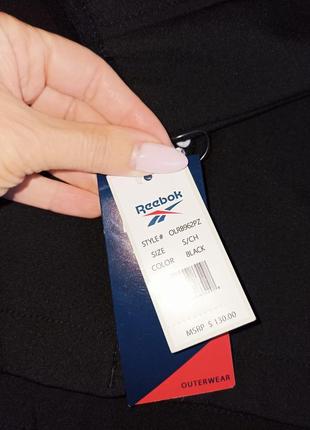 Reebok
STYLE # OLR8962PZ
SIZE S/CH
COLOR BLACK
MSRP $ 130.00
OUTERWEAR